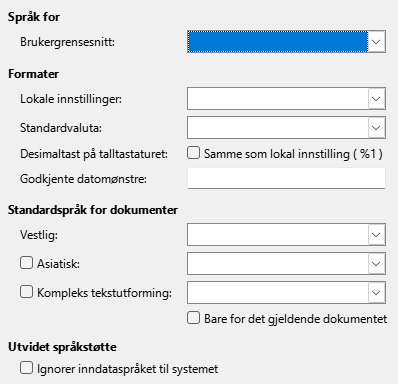 Språk for
Brukergrensesnitt:
Formater
Lokale innstillinger:
Standardvaluta:
Desimaltast på talltastaturet: Samme som lokal innstilling ( %1 )
Godkjente datomønstre:
Standardspråk for dokumenter
Vestlig:
Asiatisk:
Kompleks tekstutforming:
Bare for det gjeldende dokumentet
Utvidet språkstøtte
Ignorer inndataspråket til systemet